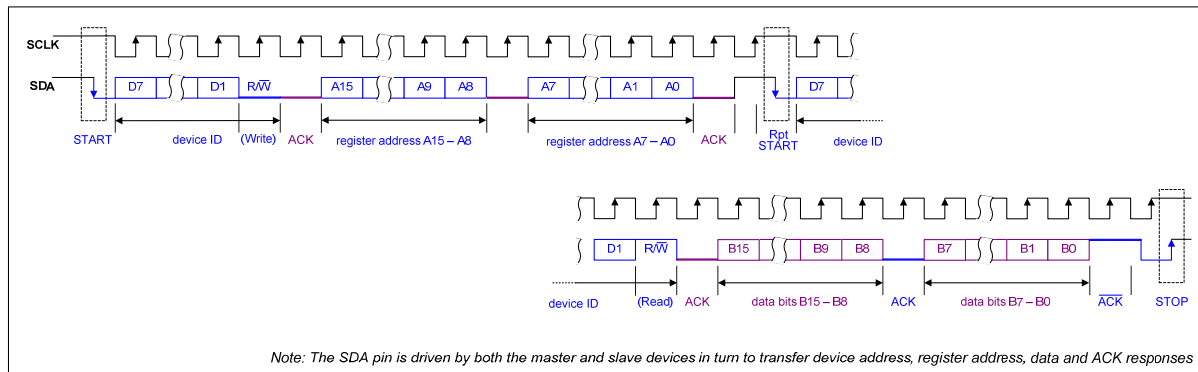 SCLK
SDA
D7 D1 R/W̅ A15 A9 A8 A7 A1 A0 D7
START device ID (Write) ACK register address A15 – A8 register address A7 – A0 ACK Rpt START device ID
D1 R/W̅ B15 B9 B8 B7 B1 B0
device ID (Read) ACK data bits B15 – B8 ACK data bits B7 – B0 A̅C̅K̅ STOP
Note: The SDA pin is driven by both the master and slave devices in turn to transfer device address, register address, data and ACK responses